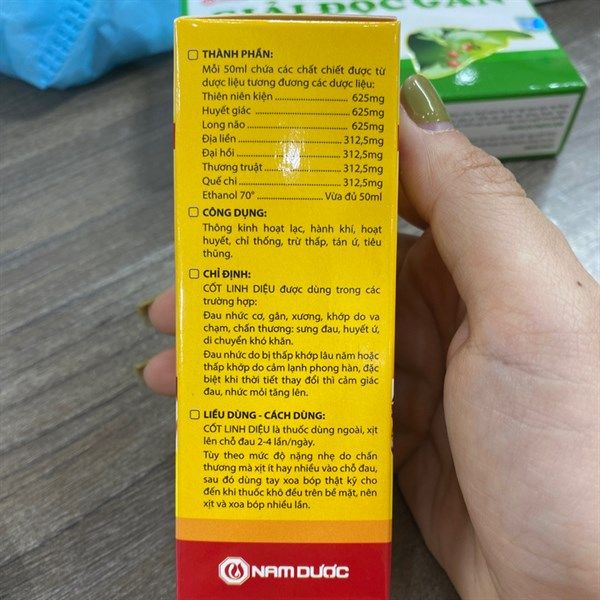 GIẢI ĐỘC GAN
THÀNH PHẦN:
Mỗi 50ml chứa các chất chiết được từ
dược liệu tương đương các dược liệu:
Thiên niên kiện ........................ 625mg
Huyết giác ................................ 625mg
Long não ................................... 625mg
Địa liền .................................... 312,5mg
Đại hồi ..................................... 312,5mg
Thương truật .......................... 312,5mg
Quế chi .................................... 312,5mg
Ethanol 70° .................... Vừa đủ 50ml
CÔNG DỤNG:
Thông kinh hoạt lạc, hành khí, hoạt
huyết, chỉ thống, trừ thấp, tán ứ, tiêu
thũng.
CHỈ ĐỊNH:
CỐT LINH DIỆU được dùng trong các
trường hợp:
Đau nhức cơ, gân, xương, khớp do va
chạm, chấn thương: sưng đau, huyết ứ,
di chuyển khó khăn.
Đau nhức do bị thấp khớp lâu năm hoặc
thấp khớp do cảm lạnh phong hàn, đặc
biệt khi thời tiết thay đổi thì cảm giác
đau, nhức mỏi tăng lên.
LIỀU DÙNG - CÁCH DÙNG:
CỐT LINH DIỆU là thuốc dùng ngoài, xịt
lên chỗ đau 2-4 lần/ngày.
Tùy theo mức độ nặng nhẹ do chấn
thương mà xịt ít hay nhiều vào chỗ đau,
sau đó dùng tay xoa bóp thật kỹ cho
đến khi thuốc khô đều trên bề mặt, nên
xịt và xoa bóp nhiều lần.
NAM DƯỢC